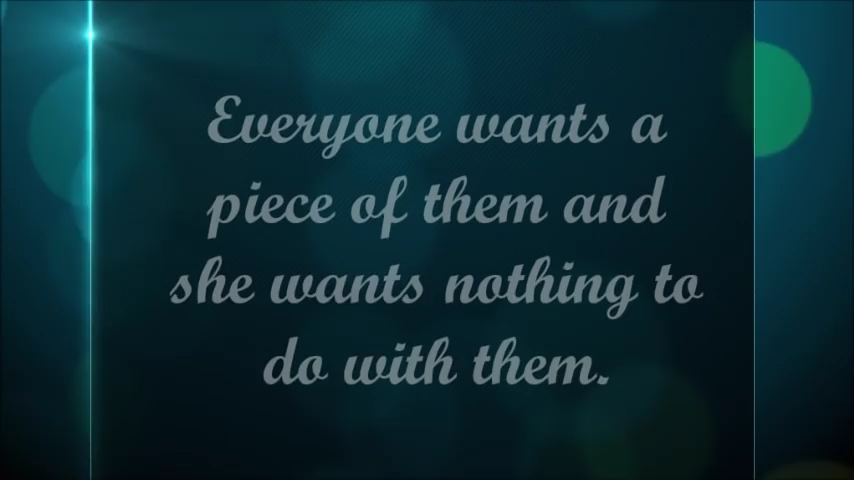 Everyone wants a
piece of them and
she wants nothing to
do with them.